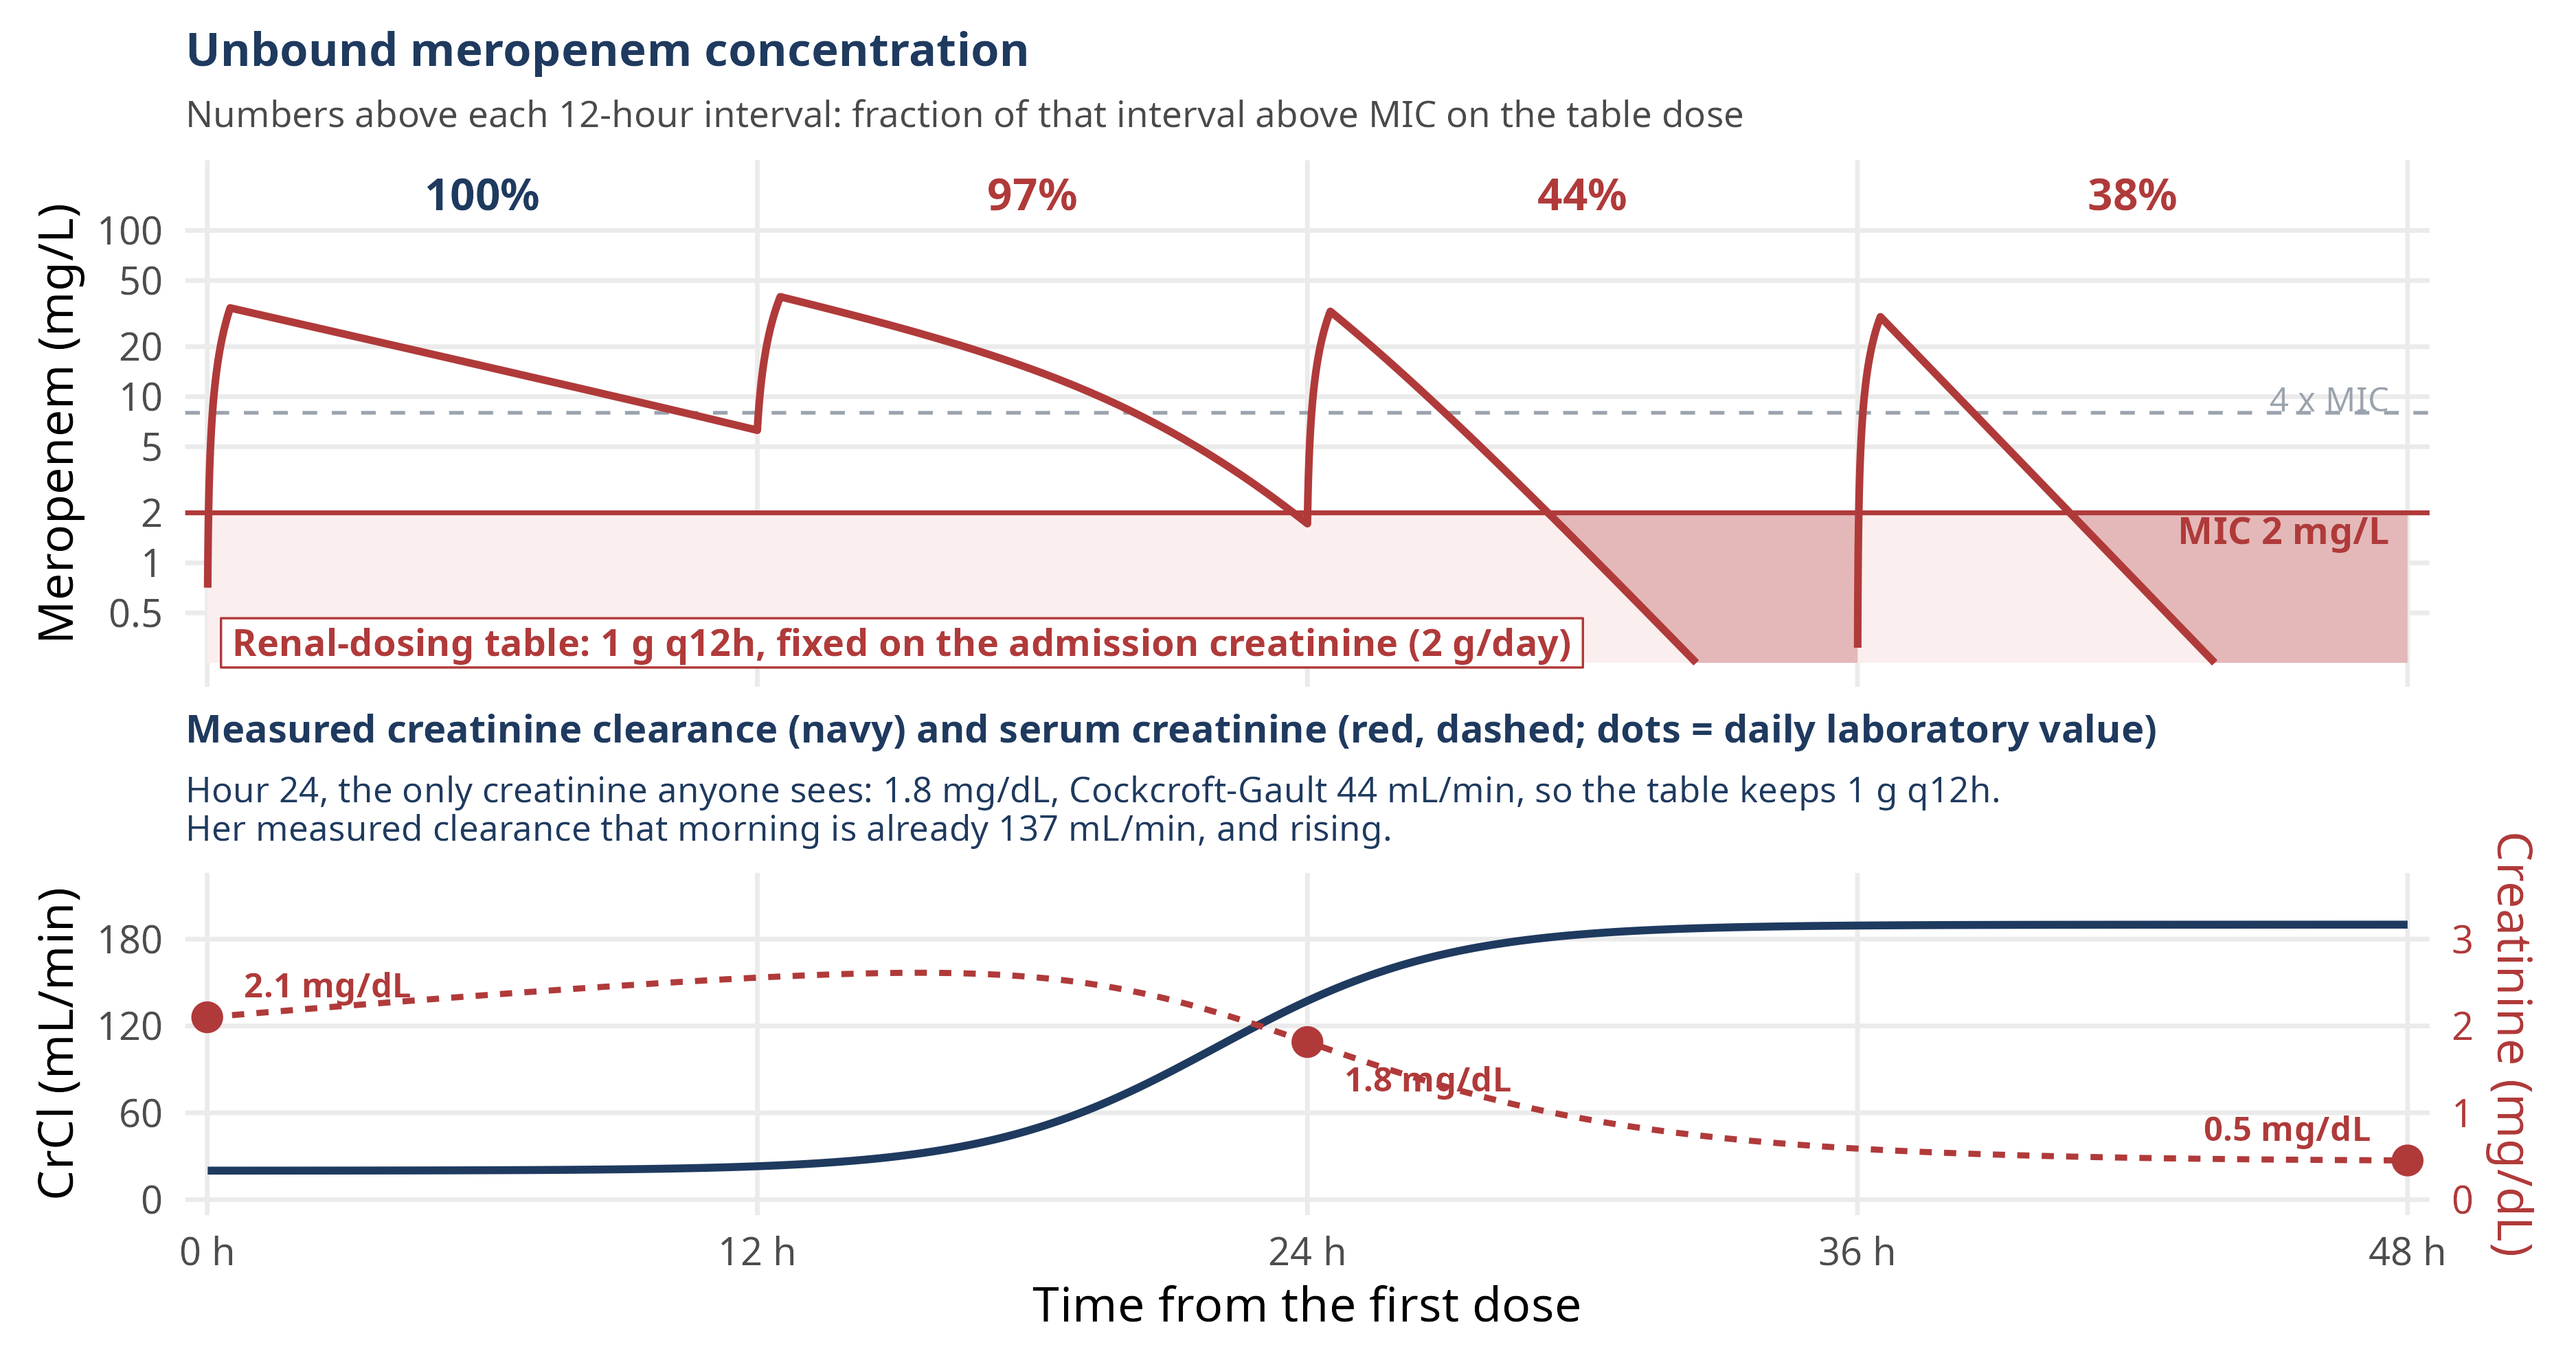 Unbound meropenem concentration
Numbers above each 12-hour interval: fraction of that interval above MIC on the table dose
100% 97% 44% 38%
Meropenem (mg/L)
100
50
20
10
5
2
1
0.5
4 x MIC
MIC 2 mg/L
Renal-dosing table: 1 g q12h, fixed on the admission creatinine (2 g/day)
Measured creatinine clearance (navy) and serum creatinine (red, dashed; dots = daily laboratory value)
Hour 24, the only creatinine anyone sees: 1.8 mg/dL, Cockcroft-Gault 44 mL/min, so the table keeps 1 g q12h.
Her measured clearance that morning is already 137 mL/min, and rising.
CrCl (mL/min)
180
120
60
0
2.1 mg/dL
1.8 mg/dL
0.5 mg/dL
3
2
1
0
Creatinine (mg/dL)
0 h 12 h 24 h 36 h 48 h
Time from the first dose